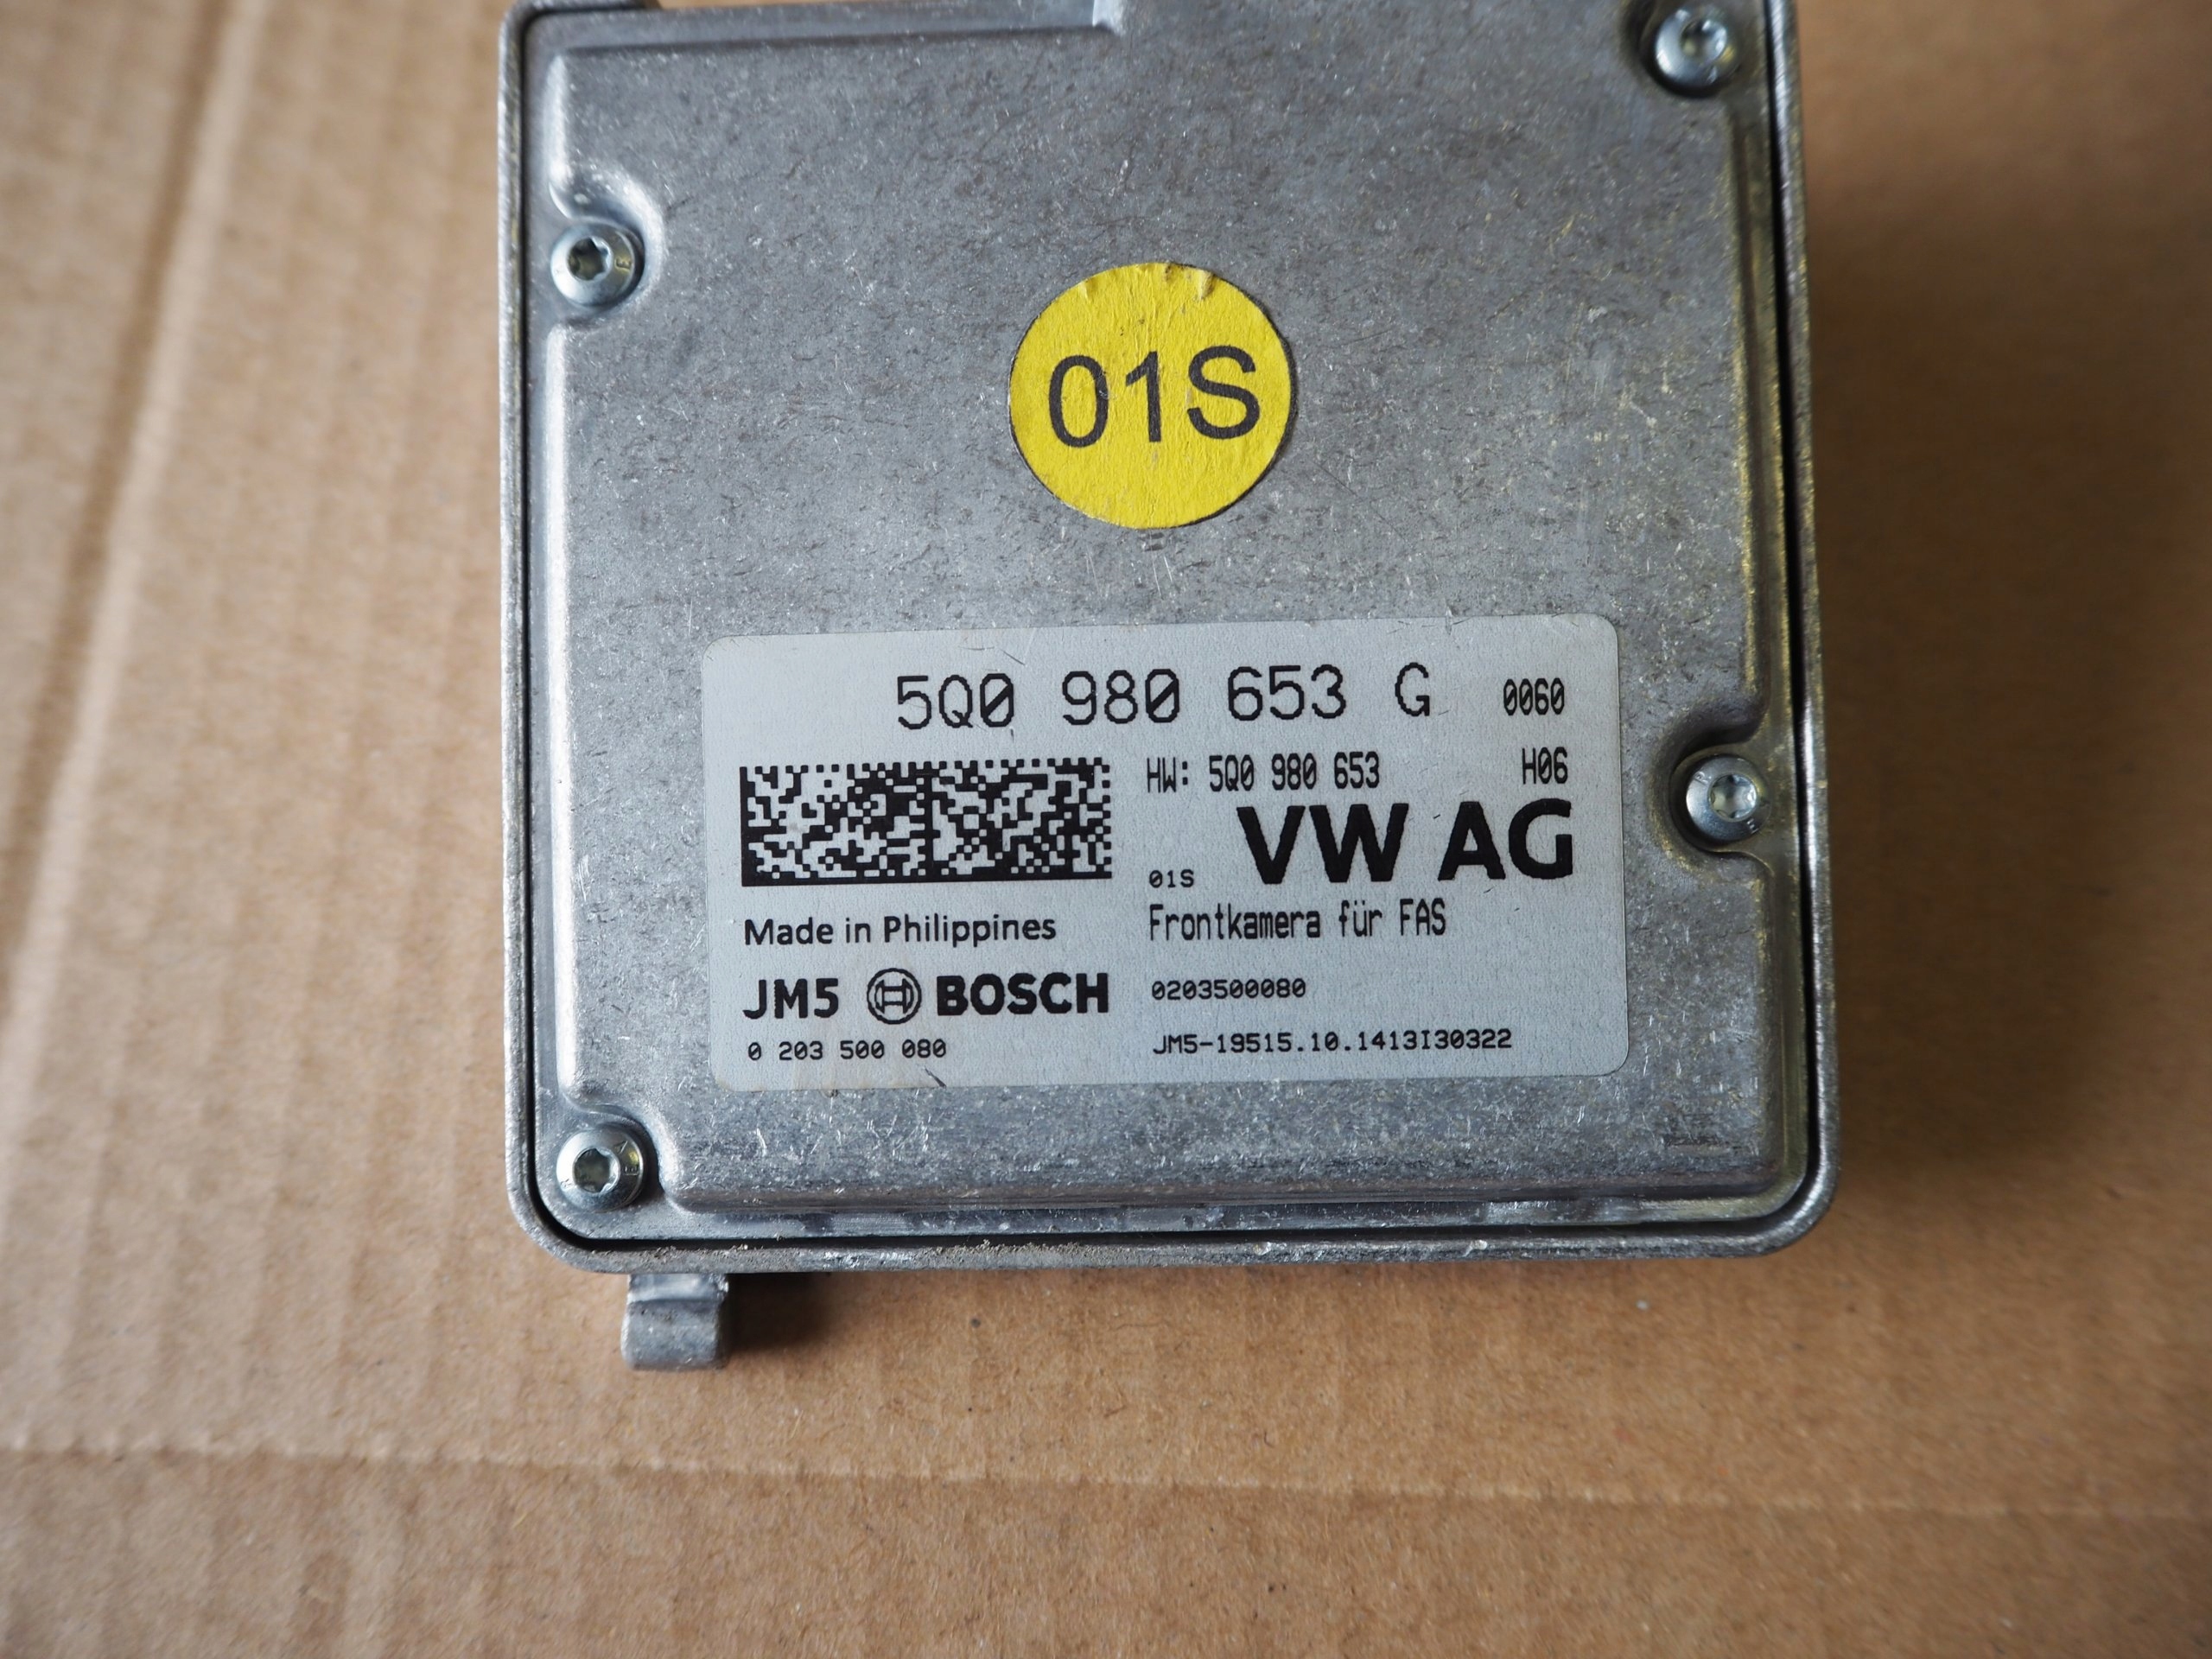 01S
5Q0 980 653 G 0060
HW: 5Q0 980 653 H06
01S VW AG
Made in Philippines
Frontkamera für FAS
JM5 BOSCH
0203500080
0 203 500 080
JM5-19515.10.1413I30322